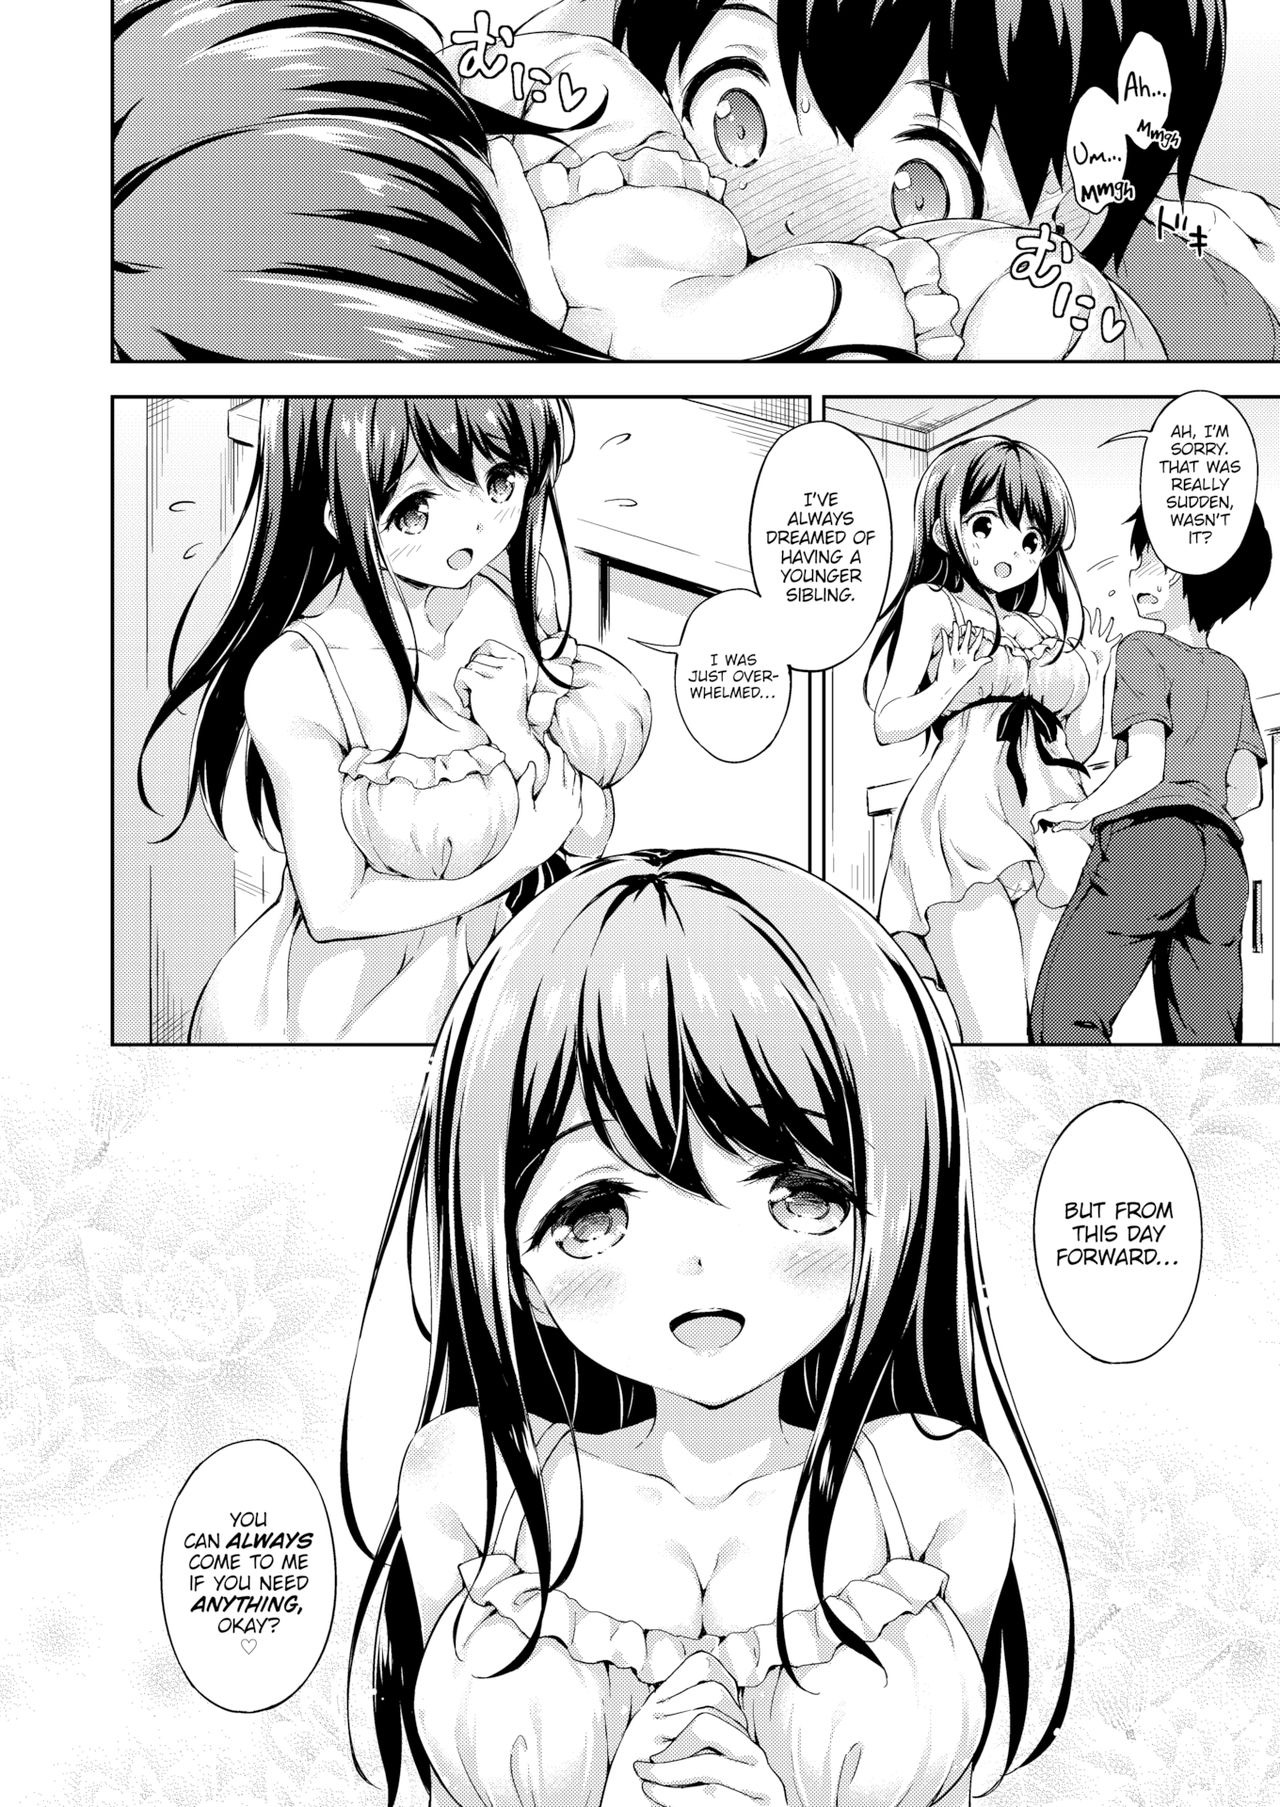 むに♡
Ah...
Mmgh
Um...
Mmgh
ドキ
むに♡
AH, I'M
SORRY.
THAT WAS
REALLY
SUDDEN,
WASN'T
IT?
I'VE
ALWAYS
DREAMED OF
HAVING A
YOUNGER
SIBLING.
I WAS
JUST OVER-
WHELMED...
BUT FROM
THIS DAY
FORWARD...
YOU
CAN ALWAYS
COME TO ME
IF YOU NEED
ANYTHING,
OKAY?
♡